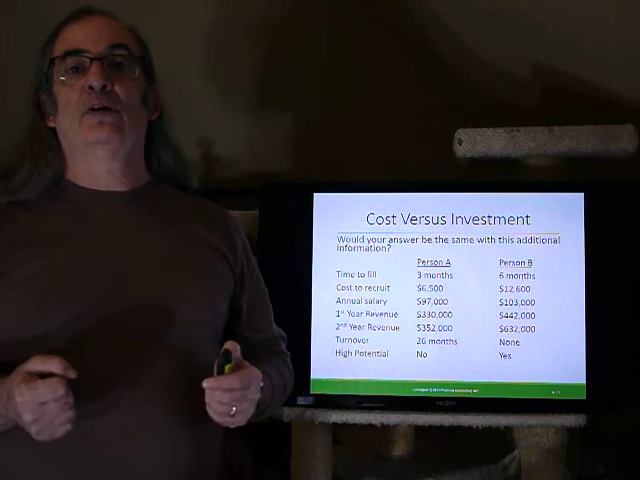 Cost Versus Investment
Would your answer be the same with this additional
information?
Person A Person B
Time to fill 3 months 6 months
Cost to recruit $6,500 $12,600
Annual salary $97,000 $103,000
1st Year Revenue $330,000 $442,000
2nd Year Revenue $352,000 $632,000
Turnover 26 months None
High Potential No Yes